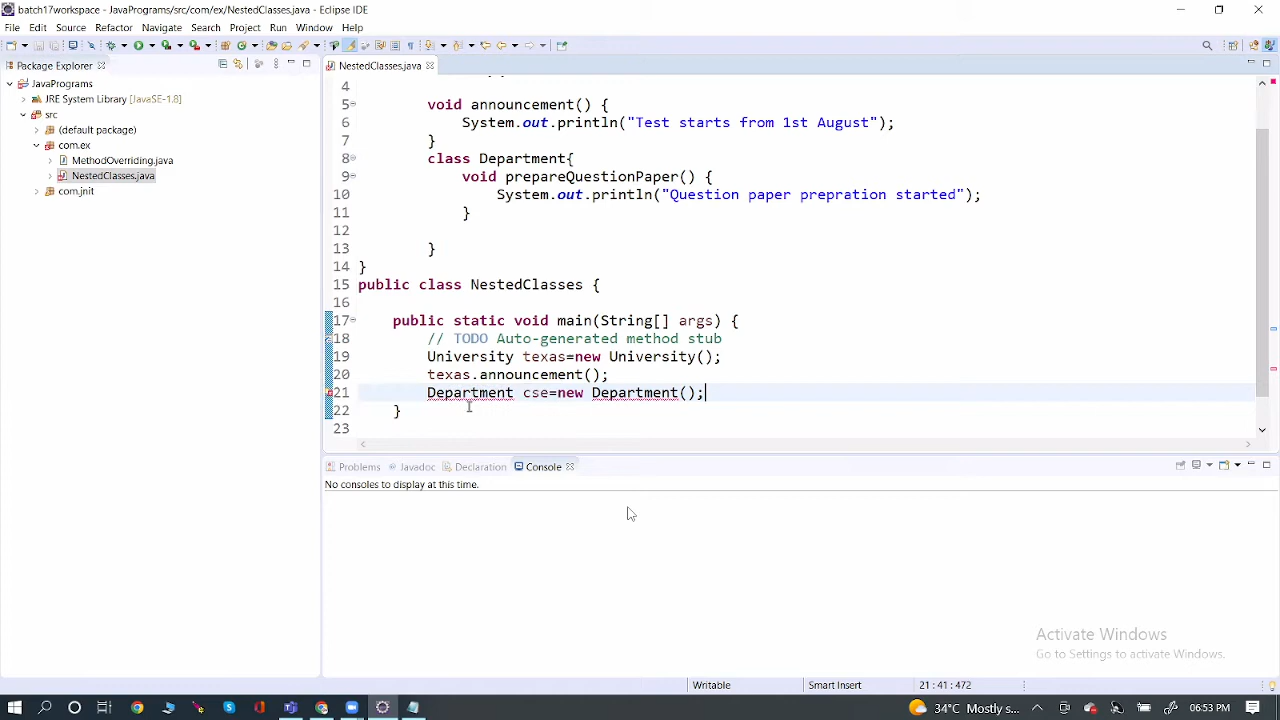 batch17workspace - JavaPrograms/src/com/ex/NestedClasses.java - Eclipse IDE
File Edit Source Refactor Navigate Search Project Run Window Help
Package Explorer
NestedClasses.java
JavaPrograms
JRE System Library [JavaSE-1.8]
src
(default package)
com.ex
MethodOverriding.java
NestedClasses.java
com.jnit
4
5 void announcement() {
6 System.out.println("Test starts from 1st August");
7 }
8 class Department{
9 void prepareQuestionPaper() {
10 System.out.println("Question paper prepration started");
11 }
12
13 }
14 }
15 public class NestedClasses {
16
17 public static void main(String[] args) {
18 // TODO Auto-generated method stub
19 University texas=new University();
20 texas.announcement();
21 Department cse=new Department();
22 }
23
Problems Javadoc Declaration Console
No consoles to display at this time.
Activate Windows
Go to Settings to activate Windows.
Writable Smart Insert 21 : 41 : 472
34°C Mostly s... 06:53 PM